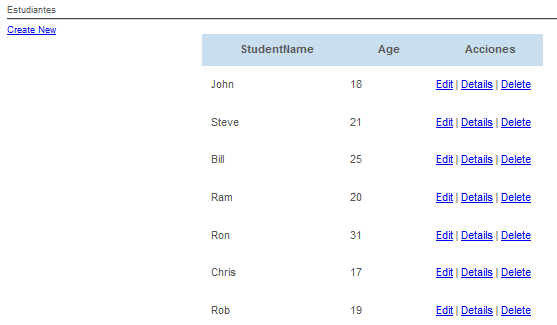 Estudiantes
Create New
StudentName Age Acciones
John 18 Edit | Details | Delete
Steve 21 Edit | Details | Delete
Bill 25 Edit | Details | Delete
Ram 20 Edit | Details | Delete
Ron 31 Edit | Details | Delete
Chris 17 Edit | Details | Delete
Rob 19 Edit | Details | Delete